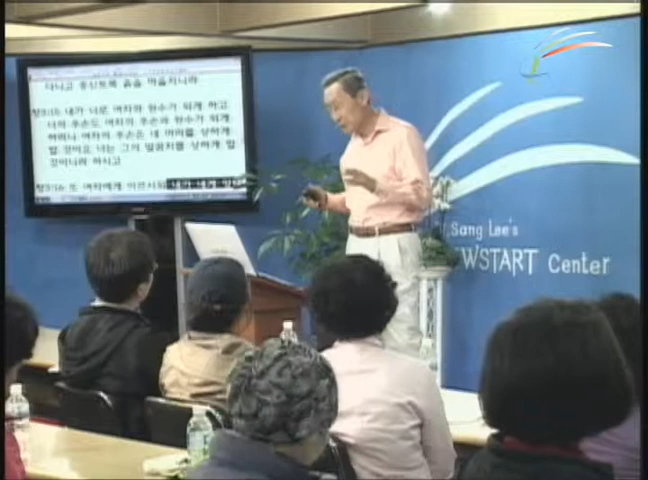 다니고 종신토록 흙을 먹을지니라
창3:15 내가 너로 여자와 원수가 되게 하고
너의 후손도 여자의 후손과 원수가 되게
하리니 여자의 후손은 네 머리를 상하게
할 것이요 너는 그의 발꿈치를 상하게 할
것이니라 하시고
창3:16 또 여자에게 이르시되 내가 네게
Sang Lee's
WSTART Center